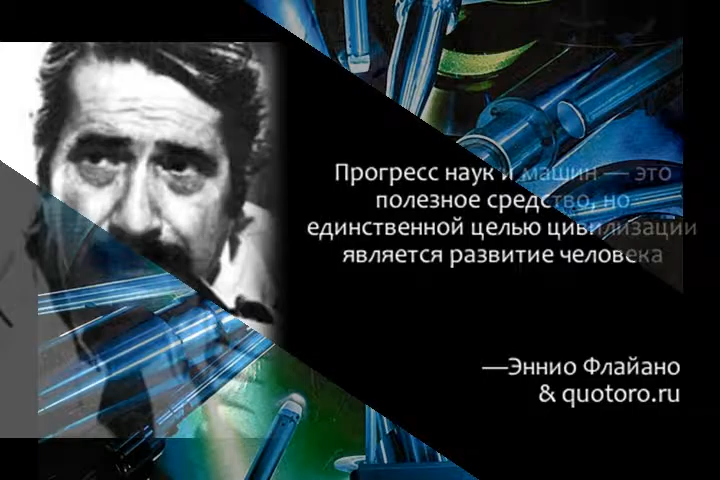 Прогресс наук и машин — это
полезное средство, но
единственной целью цивилизации
является развитие человека
—Эннио Флайано
& quotoro.ru